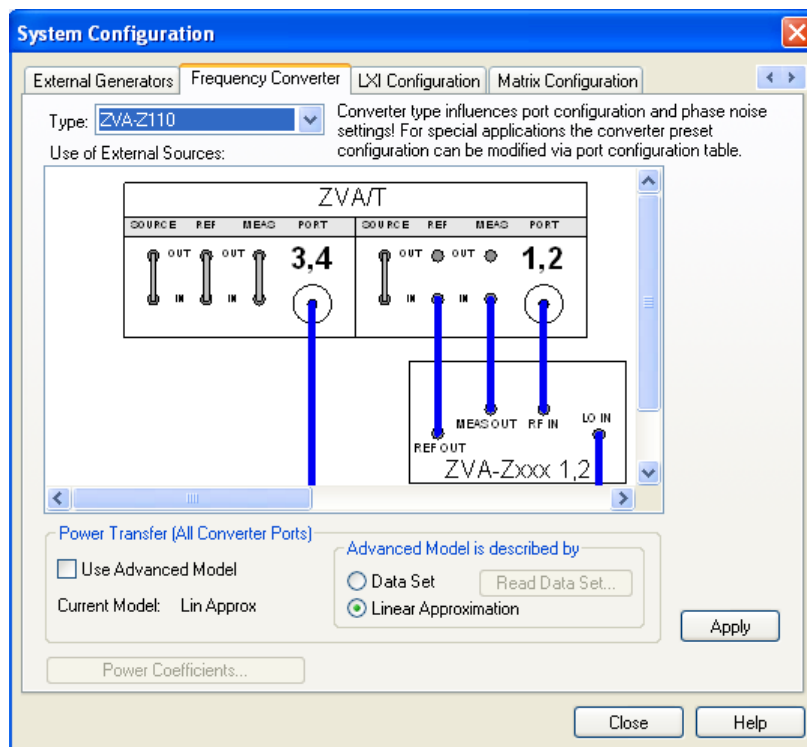 System Configuration
External Generators
Frequency Converter
LXI Configuration
Matrix Configuration
Type: ZVA-Z110
Converter type influences port configuration and phase noise
settings! For special applications the converter preset
configuration can be modified via port configuration table.
Use of External Sources:
ZVA/T
SOURCE REF MEAS PORT SOURCE REF MEAS PORT
OUT OUT 3,4 OUT OUT 1,2
IN IN IN IN
MEAS OUT RF IN LO IN
REF OUT
ZVA-Zxxx 1,2
Power Transfer (All Converter Ports)
Use Advanced Model
Current Model: Lin Approx
Advanced Model is described by
Data Set Read Data Set...
Linear Approximation
Apply
Power Coefficients...
Close Help